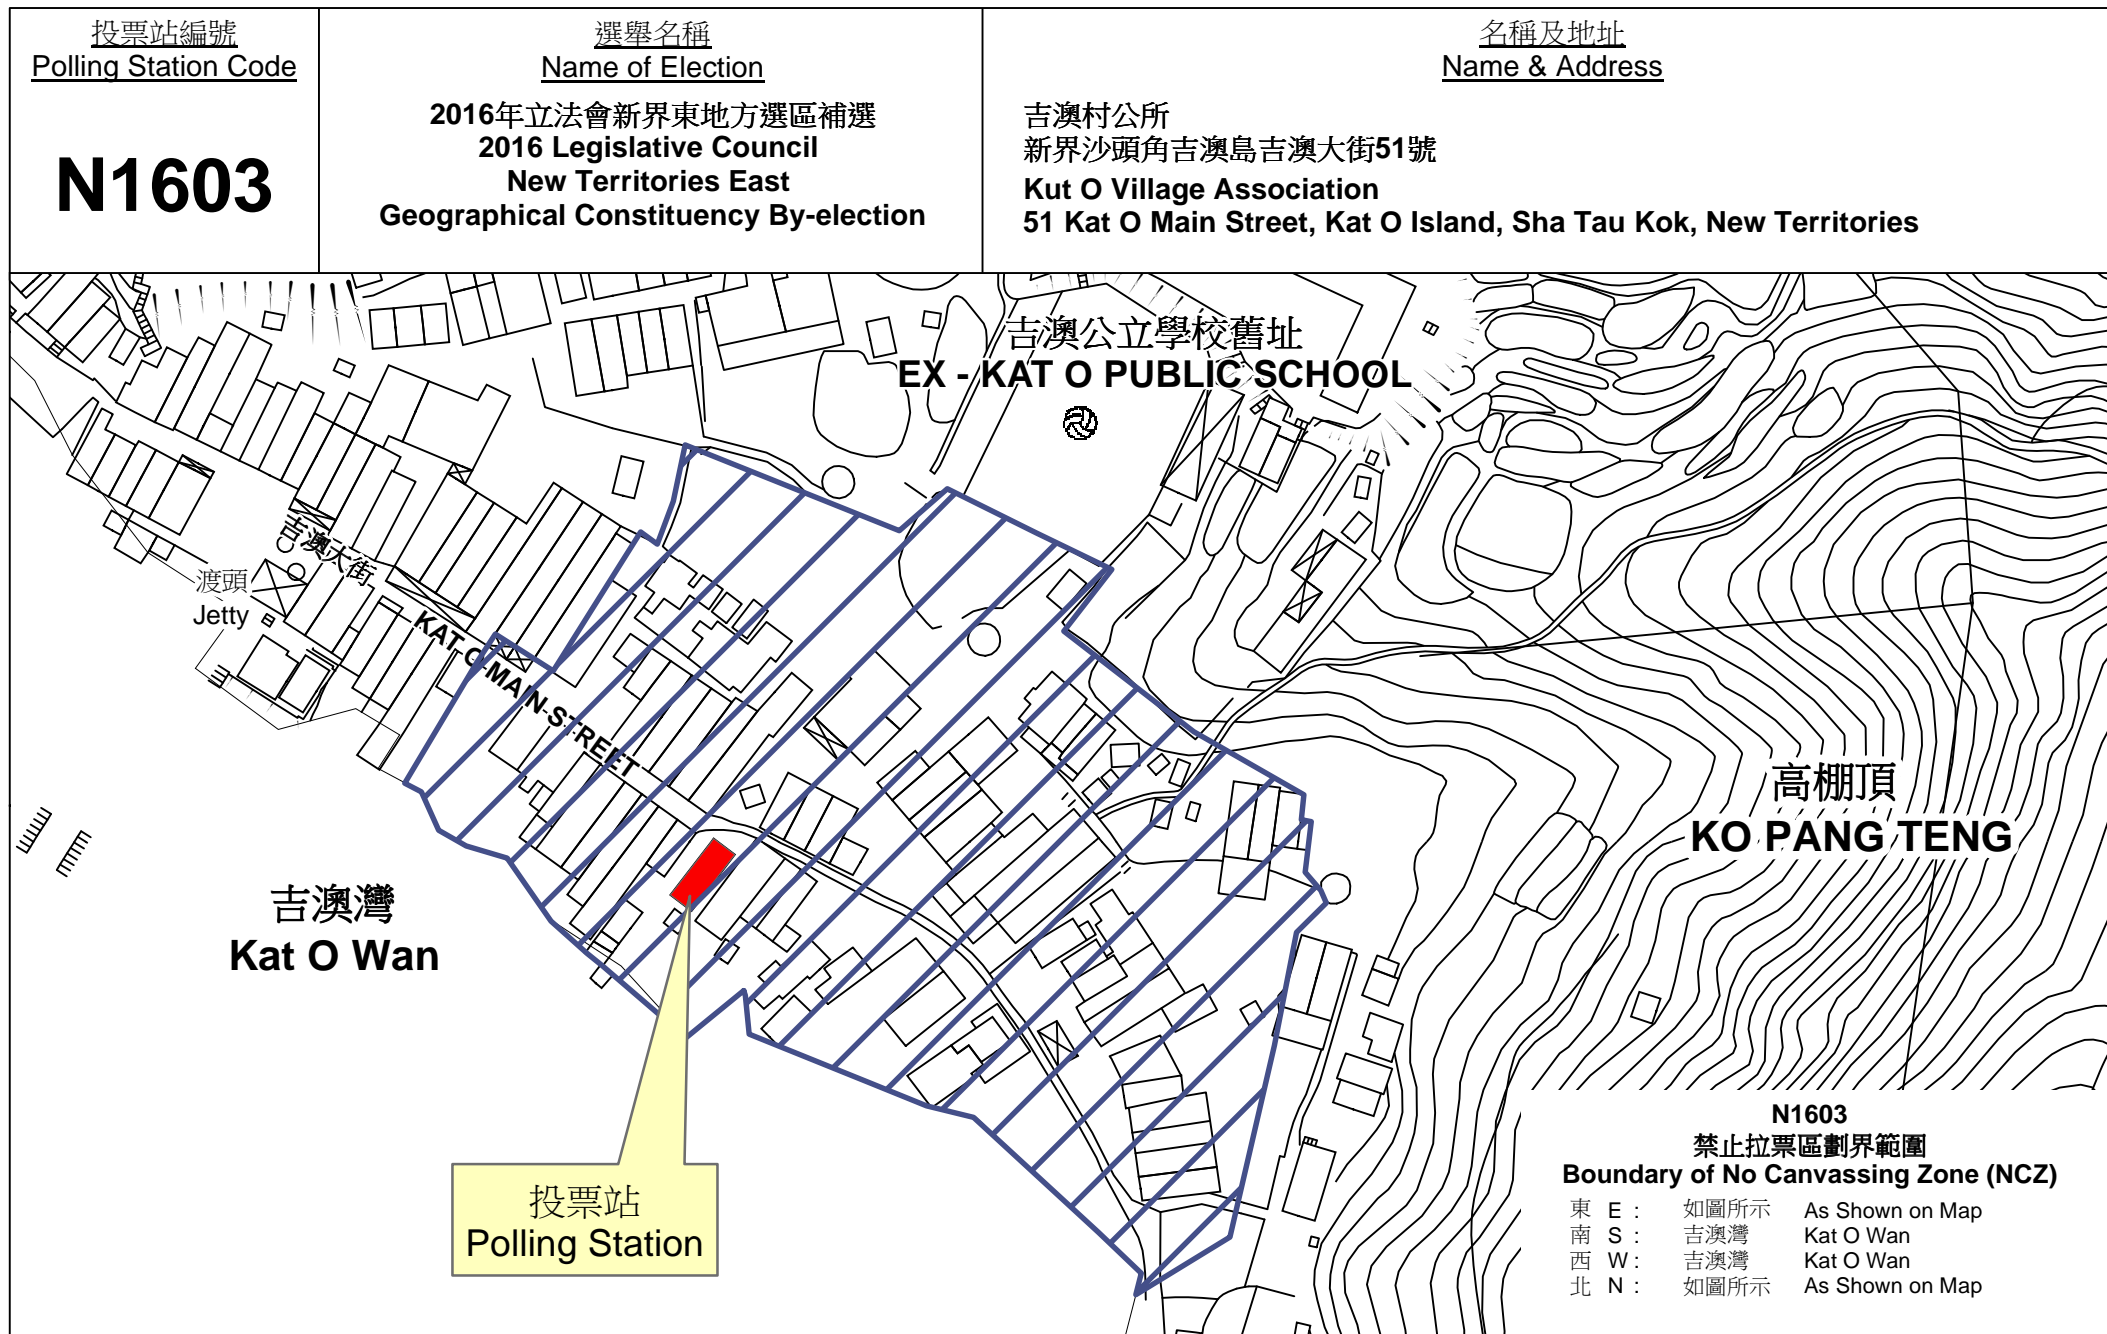 投票站編號
Polling Station Code
N1603
選舉名稱
Name of Election
2016年立法會新界東地方選區補選
2016 Legislative Council
New Territories East
Geographical Constituency By-election
名稱及地址
Name & Address
吉澳村公所
新界沙頭角吉澳島吉澳大街51號
Kut O Village Association
51 Kat O Main Street, Kat O Island, Sha Tau Kok, New Territories
吉澳公立學校舊址
EX - KAT O PUBLIC SCHOOL
吉澳大街
KAT O MAIN STREET
渡頭
Jetty
高棚頂
KO PANG TENG
吉澳灣
Kat O Wan
投票站
Polling Station
N1603
禁止拉票區劃界範圍
Boundary of No Canvassing Zone (NCZ)
東 E : 如圖所示 As Shown on Map
南 S : 吉澳灣 Kat O Wan
西 W : 吉澳灣 Kat O Wan
北 N : 如圖所示 As Shown on Map